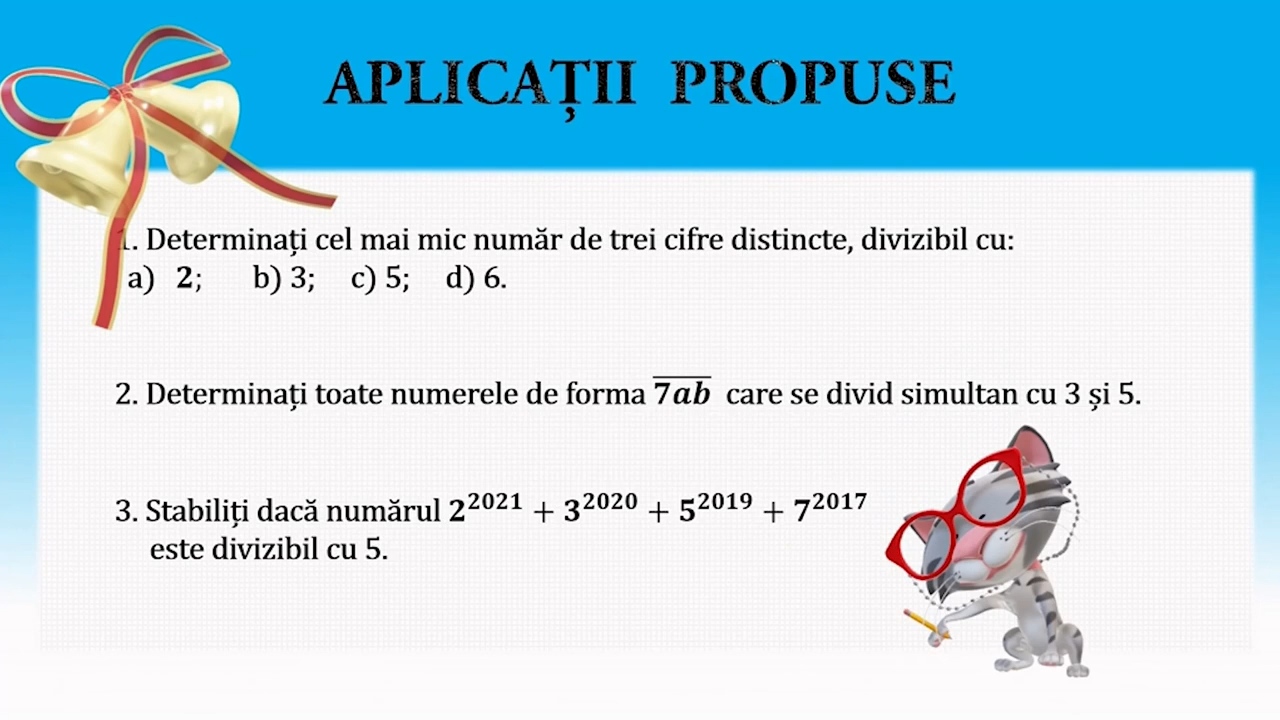 APLICAȚII PROPUSE
1. Determinați cel mai mic număr de trei cifre distincte, divizibil cu:
a) 2; b) 3; c) 5; d) 6.
2. Determinați toate numerele de forma $\overline{7ab}$ care se divid simultan cu 3 și 5.
3. Stabiliți dacă numărul $2^{2021} + 3^{2020} + 5^{2019} + 7^{2017}$
este divizibil cu 5.